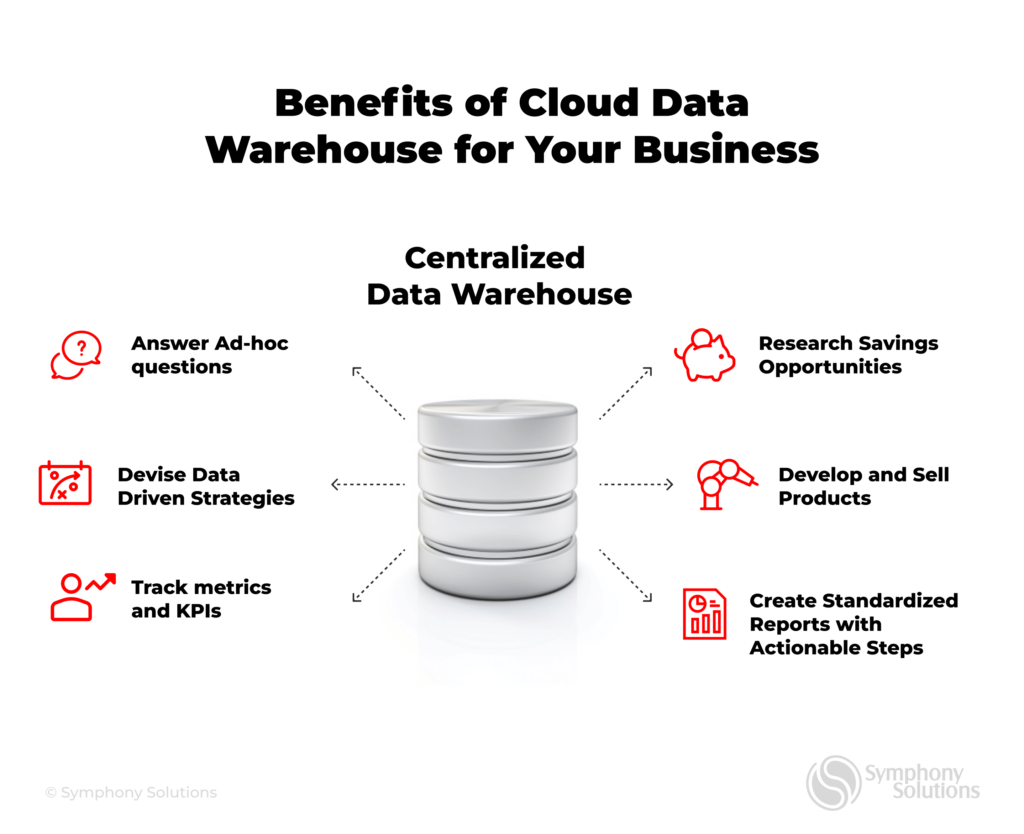 Benefits of Cloud Data
Warehouse for Your Business
Centralized
Data Warehouse
Answer Ad-hoc
questions
Devise Data
Driven Strategies
Track metrics
and KPIs
Research Savings
Opportunities
Develop and Sell
Products
Create Standardized
Reports with
Actionable Steps
© Symphony Solutions
Symphony
Solutions